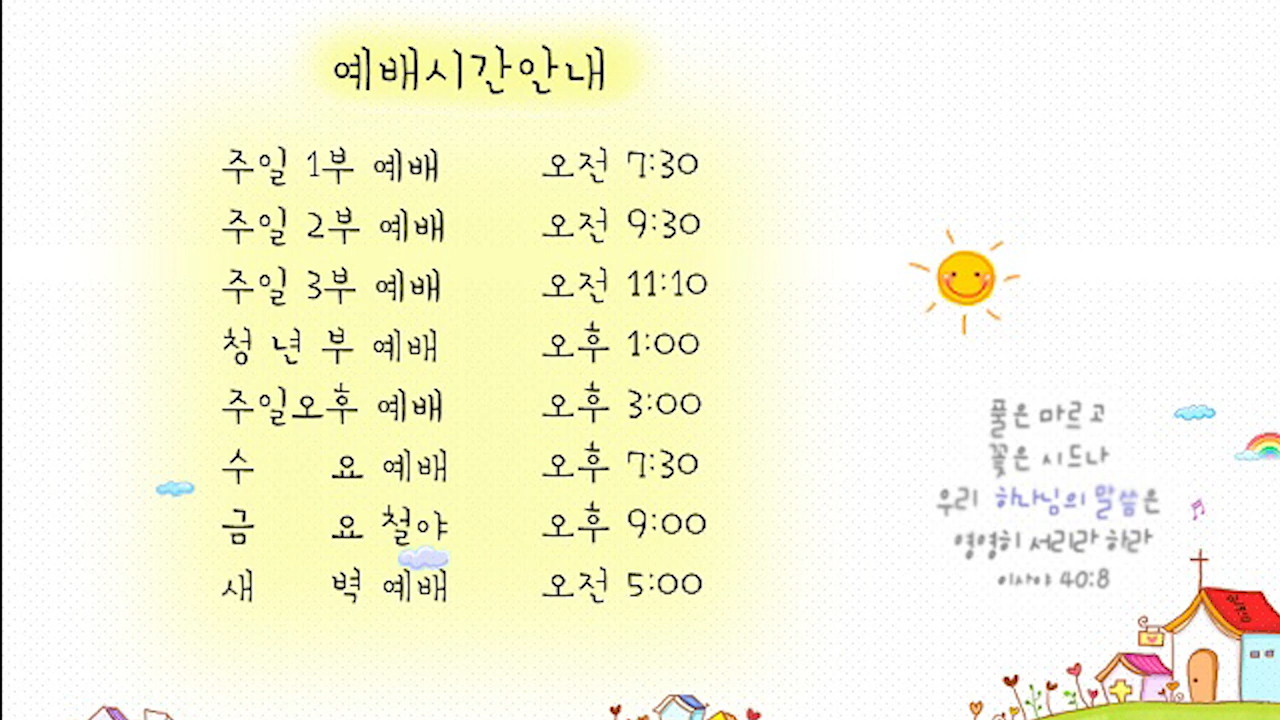 예배시간안내
주일 1부 예배 오전 7:30
주일 2부 예배 오전 9:30
주일 3부 예배 오전 11:10
청 년 부 예배 오후 1:00
주일오후 예배 오후 3:00
수 요 예배 오후 7:30
금 요 철야 오후 9:00
새 벽 예배 오전 5:00
풀은 마르고
꽃은 시드나
우리 하나님의 말씀은
영영히 서리라 하라
이사야 40:8